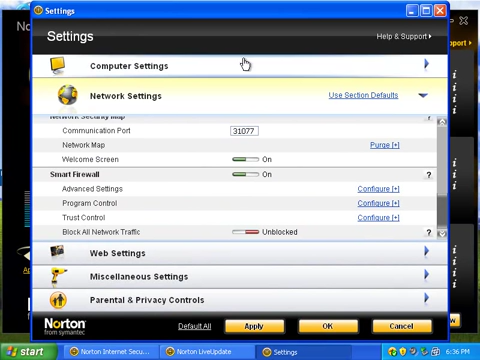 Settings
Settings
Help & Support
Computer Settings
Network Settings
Use Section Defaults
Network Security Map
?
Communication Port
31077
Network Map
Purge [+]
Welcome Screen
On
Smart Firewall
On
?
Advanced Settings
Configure [+]
Program Control
Configure [+]
Trust Control
Configure [+]
Block All Network Traffic
Unblocked
?
Web Settings
Miscellaneous Settings
Parental & Privacy Controls
Norton
from symantec
Default All
Apply
OK
Cancel
start
Norton Internet Secu...
Norton LiveUpdate
Settings
6:36 PM